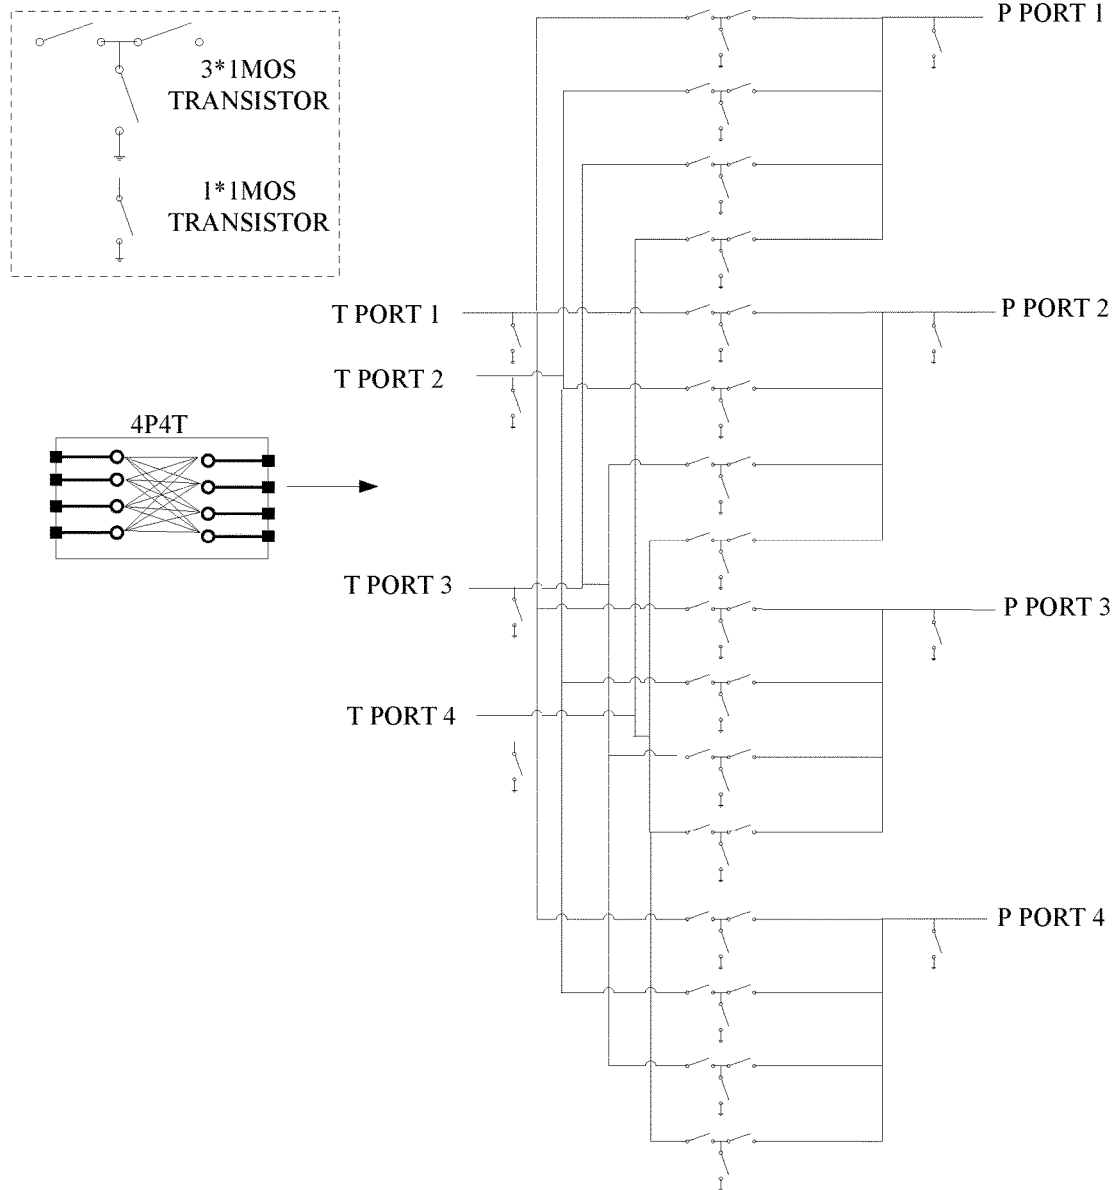 P PORT 1
3*1MOS
TRANSISTOR
1*1MOS
TRANSISTOR
T PORT 1
P PORT 2
T PORT 2
4P4T
T PORT 3
P PORT 3
T PORT 4
P PORT 4